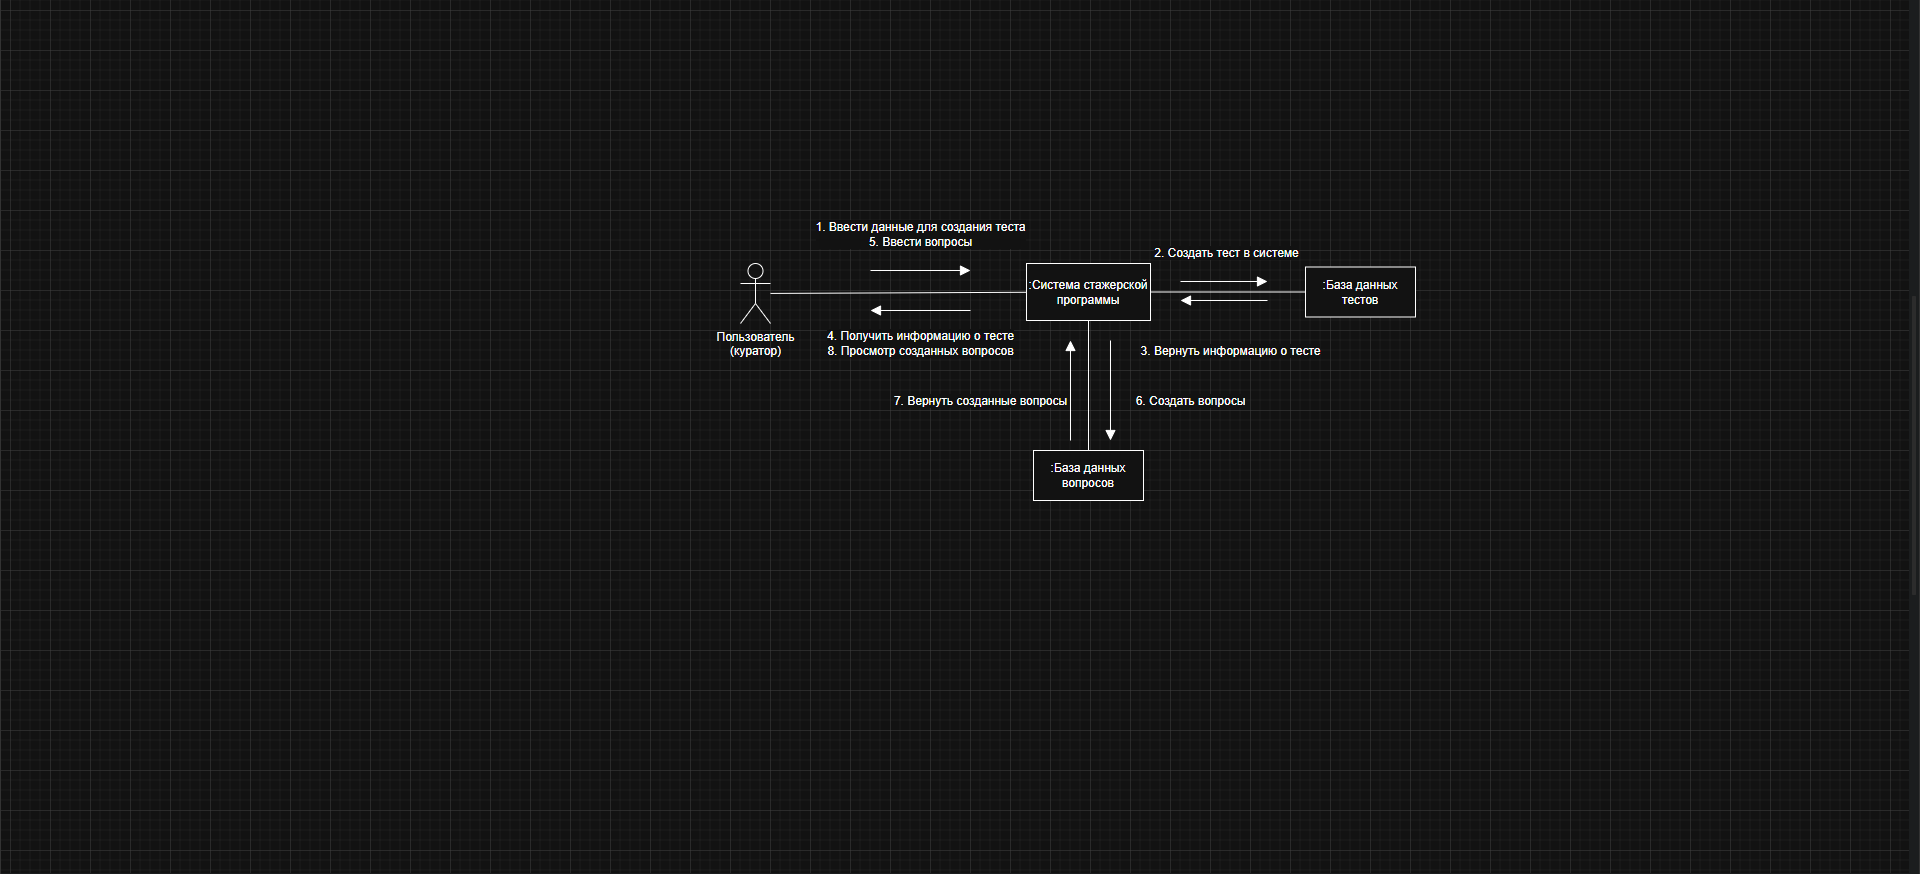 1. Ввести данные для создания теста
5. Ввести вопросы
2. Создать тест в системе
:Система стажерской
программы
:База данных
тестов
Пользователь
(куратор)
4. Получить информацию о тесте
8. Просмотр созданных вопросов
3. Вернуть информацию о тесте
7. Вернуть созданные вопросы
6. Создать вопросы
:База данных
вопросов